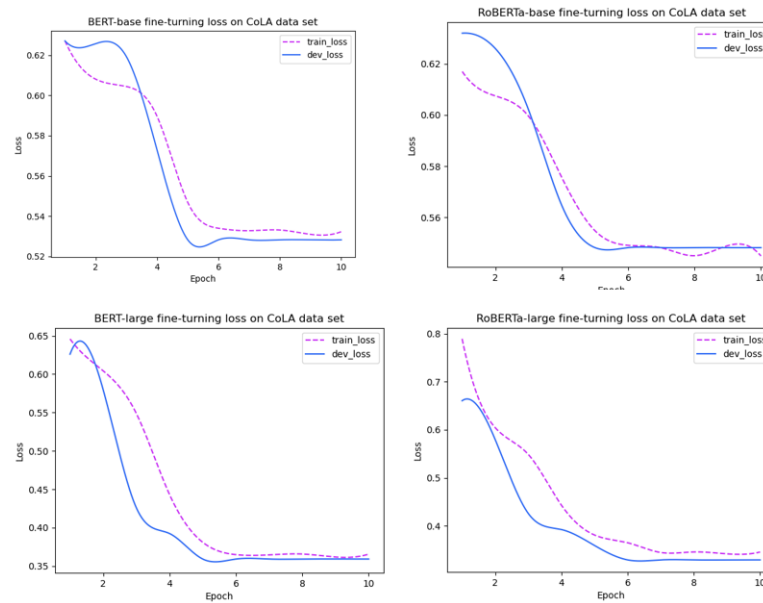 BERT-base fine-turning loss on CoLA data set
train_loss
dev_loss
0.62
0.60
0.58
0.56
0.54
0.52
Loss
2 4 6 8 10
Epoch
RoBERTa-base fine-turning loss on CoLA data set
train_loss
dev_loss
0.62
0.60
0.58
0.56
Loss
2 4 6 8 10
Epoch
BERT-large fine-turning loss on CoLA data set
train_loss
dev_loss
0.65
0.60
0.55
0.50
0.45
0.40
0.35
Loss
2 4 6 8 10
Epoch
RoBERTa-large fine-turning loss on CoLA data set
train_loss
dev_loss
0.8
0.7
0.6
0.5
0.4
Loss
2 4 6 8 10
Epoch